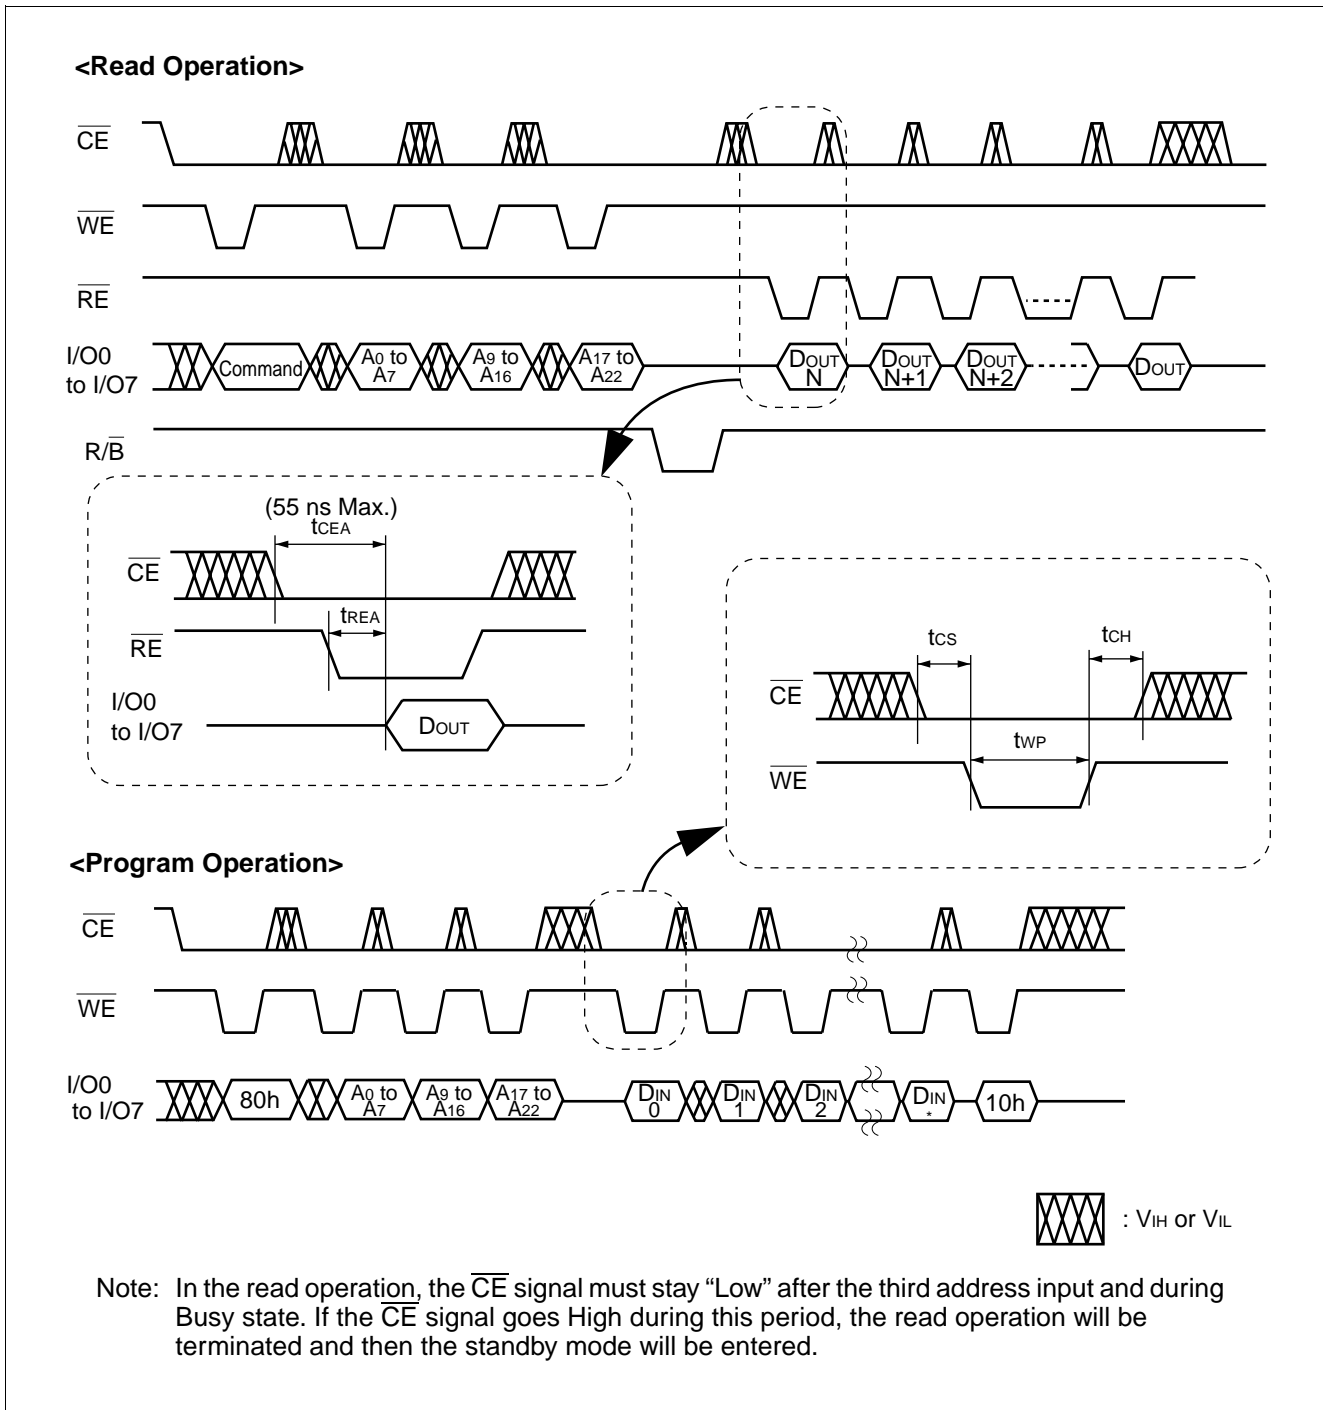 <Read Operation>
CE
WE
RE
I/O0
to I/O7
Command
A0 to
A7
A9 to
A16
A17 to
A22
DOUT
N
DOUT
N+1
DOUT
N+2
DOUT
R/B
(55 ns Max.)
tCEA
CE
tREA
RE
I/O0
to I/O7
DOUT
tCS
tCH
CE
tWP
WE
<Program Operation>
CE
WE
I/O0
to I/O7
80h
A0 to
A7
A9 to
A16
A17 to
A22
DIN
0
DIN
1
DIN
2
DIN
*
10h
: VIH or VIL
Note: In the read operation, the CE signal must stay “Low” after the third address input and during
Busy state. If the CE signal goes High during this period, the read operation will be
terminated and then the standby mode will be entered.